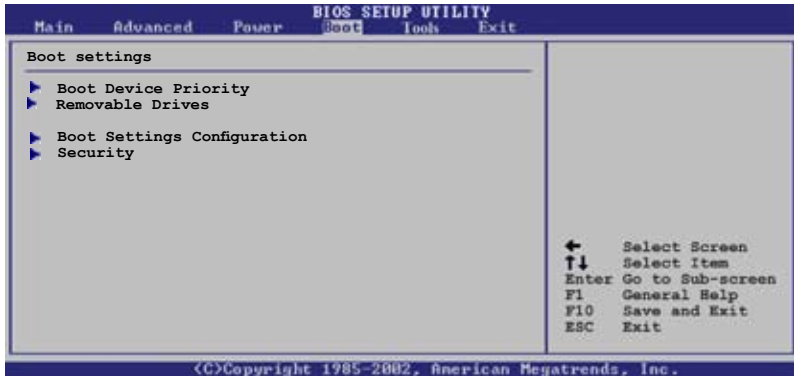 BIOS SETUP UTILITY
Main Advanced Power Boot Tools Exit
Boot settings
Boot Device Priority
Removable Drives
Boot Settings Configuration
Security
← Select Screen
↑↓ Select Item
Enter Go to Sub-screen
F1 General Help
F10 Save and Exit
ESC Exit
(C)Copyright 1985-2002, American Megatrends, Inc.